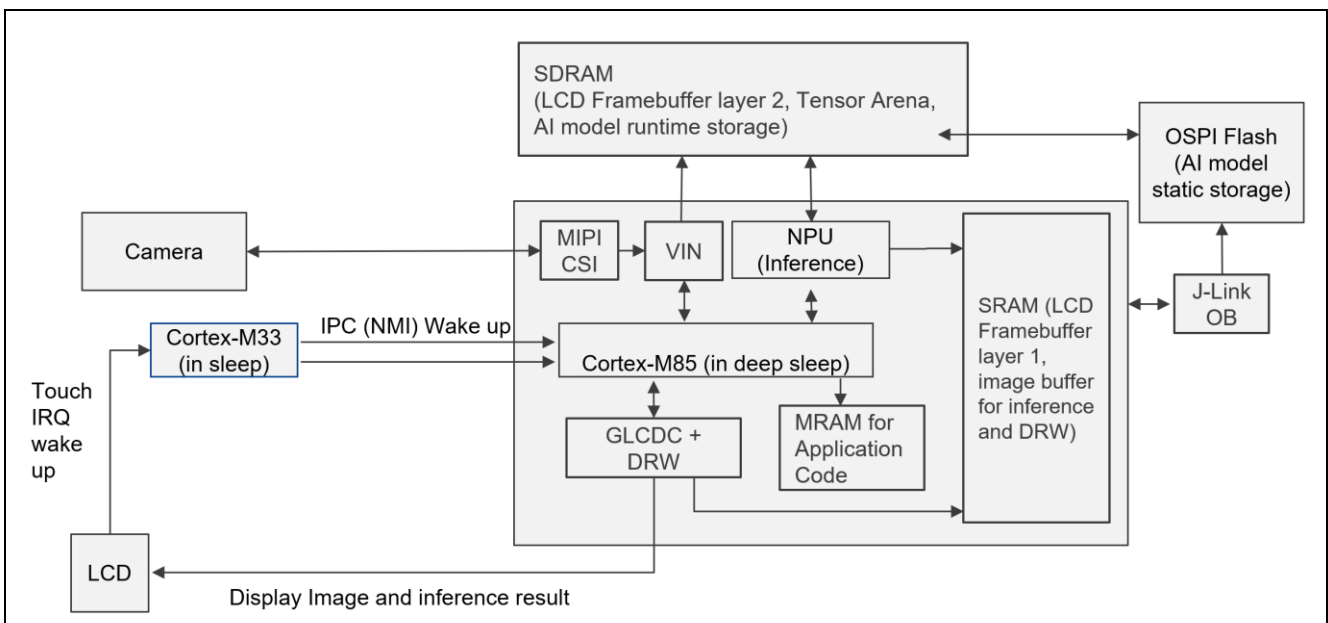 SDRAM
(LCD Framebuffer layer 2, Tensor Arena,
AI model runtime storage)
OSPI Flash
(AI model
static storage)
Camera
MIPI
CSI
VIN
NPU
(Inference)
SRAM (LCD
Framebuffer
layer 1,
image buffer
for inference
and DRW)
J-Link
OB
Cortex-M33
(in sleep)
IPC (NMI) Wake up
Cortex-M85 (in deep sleep)
Touch
IRQ
wake
up
GLCDC +
DRW
MRAM for
Application
Code
LCD
Display Image and inference result